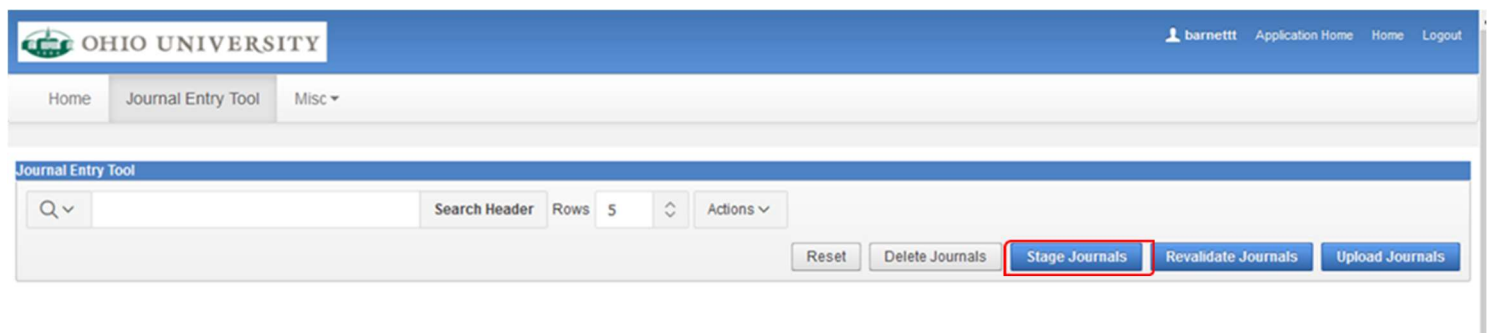 OHIO UNIVERSITY
barnettt Application Home Home Logout
Home Journal Entry Tool Misc
Journal Entry Tool
Search Header Rows 5 Actions
Reset Delete Journals Stage Journals Revalidate Journals Upload Journals